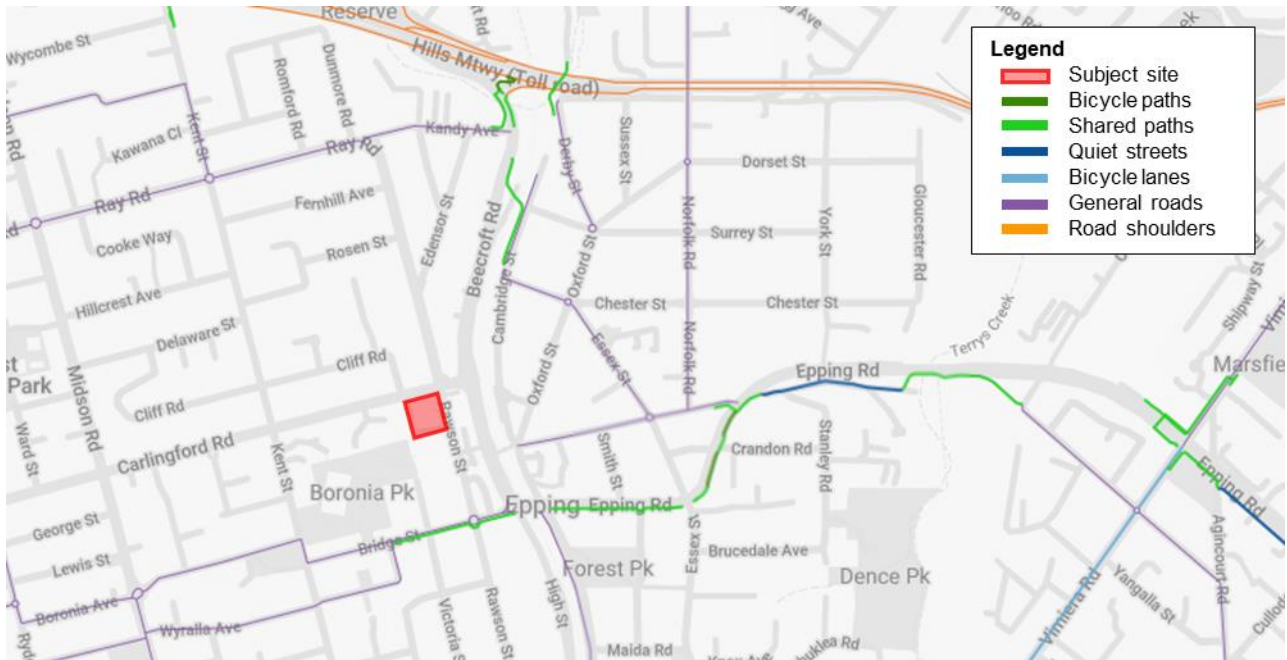 Reserve
Wycombe St
Romford Rd
Dunmore Rd
Hills Mtwy (Toll road)
Creek
Legend
Subject site
Bicycle paths
Shared paths
Quiet streets
Bicycle lanes
General roads
Road shoulders
Kawana Cl
Kent St
Ray Rd
Kandy Ave
Derby St
Sussex St
Dorset St
Ray Rd
Fernhill Ave
Edensor St
Beecroft Rd
Gloucester Rd
York St
Norfolk Rd
Surrey St
Cooke Way
Rosen St
Oxford St
Cambridge St
Hillcrest Ave
Chester St
Chester St
Terrys Creek
Shipway St
Delaware St
Essex St
Norfolk Rd
Oxford St
Cliff Rd
Epping Rd
Park
Midson Rd
Cliff Rd
Rawson St
Ward St
Carlingford Rd
Kent St
Smith St
Crandon Rd
Stanley Rd
Boronia Pk
Epping
Epping Rd
Epping Rd
George St
Bridge St
Lewis St
Essex St
Brucedale Ave
Agincourt Rd
Forest Pk
Dence Pk
High St
Boronia Ave
Vimiera Rd
Yangalla St
Wyralla Ave
Victoria St
Rawson St
Maida Rd